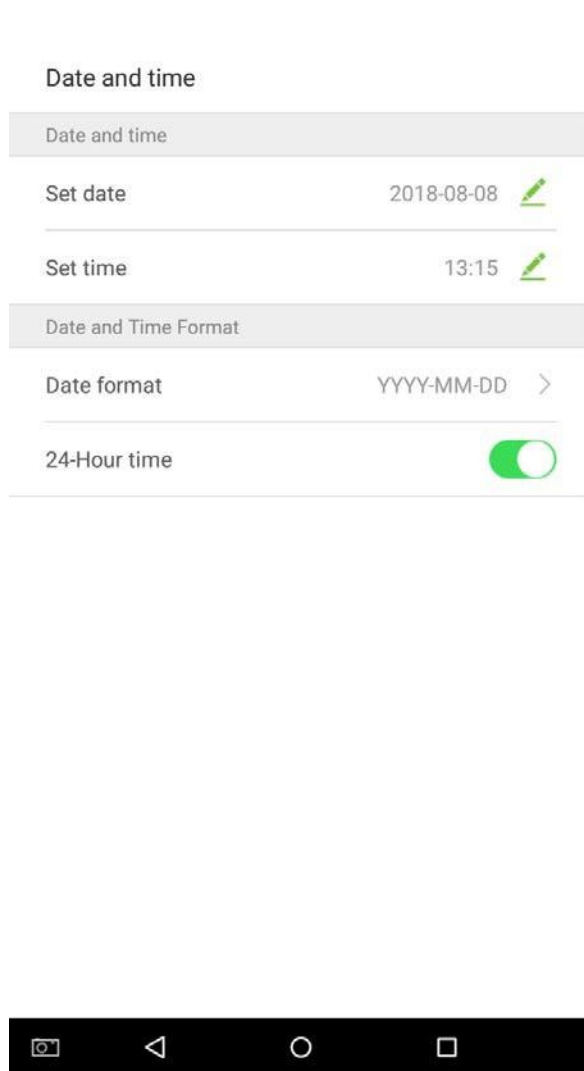 Date and time
Date and time
Set date 2018-08-08
Set time 13:15
Date and Time Format
Date format YYYY-MM-DD
24-Hour time